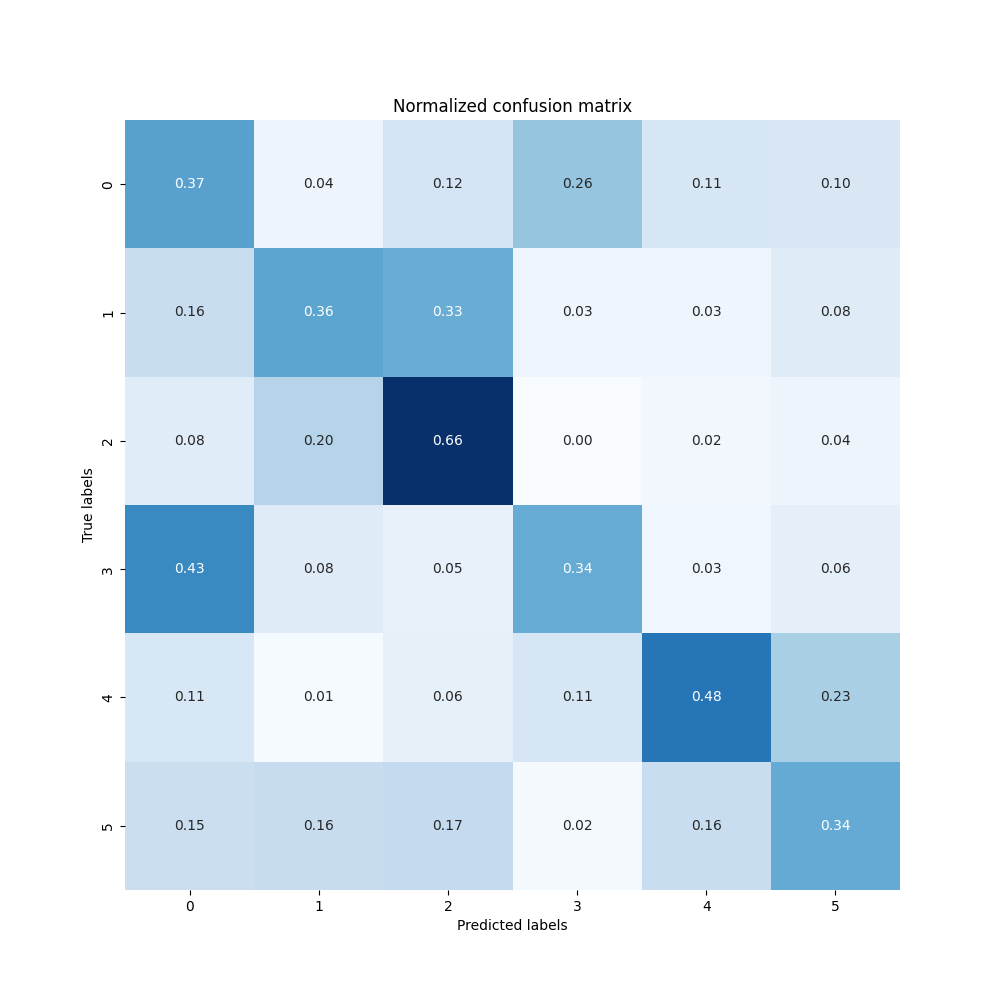 Normalized confusion matrix
0 0.37 0.04 0.12 0.26 0.11 0.10
1 0.16 0.36 0.33 0.03 0.03 0.08
2 0.08 0.20 0.66 0.00 0.02 0.04
True labels
3 0.43 0.08 0.05 0.34 0.03 0.06
4 0.11 0.01 0.06 0.11 0.48 0.23
5 0.15 0.16 0.17 0.02 0.16 0.34
0 1 2 3 4 5
Predicted labels